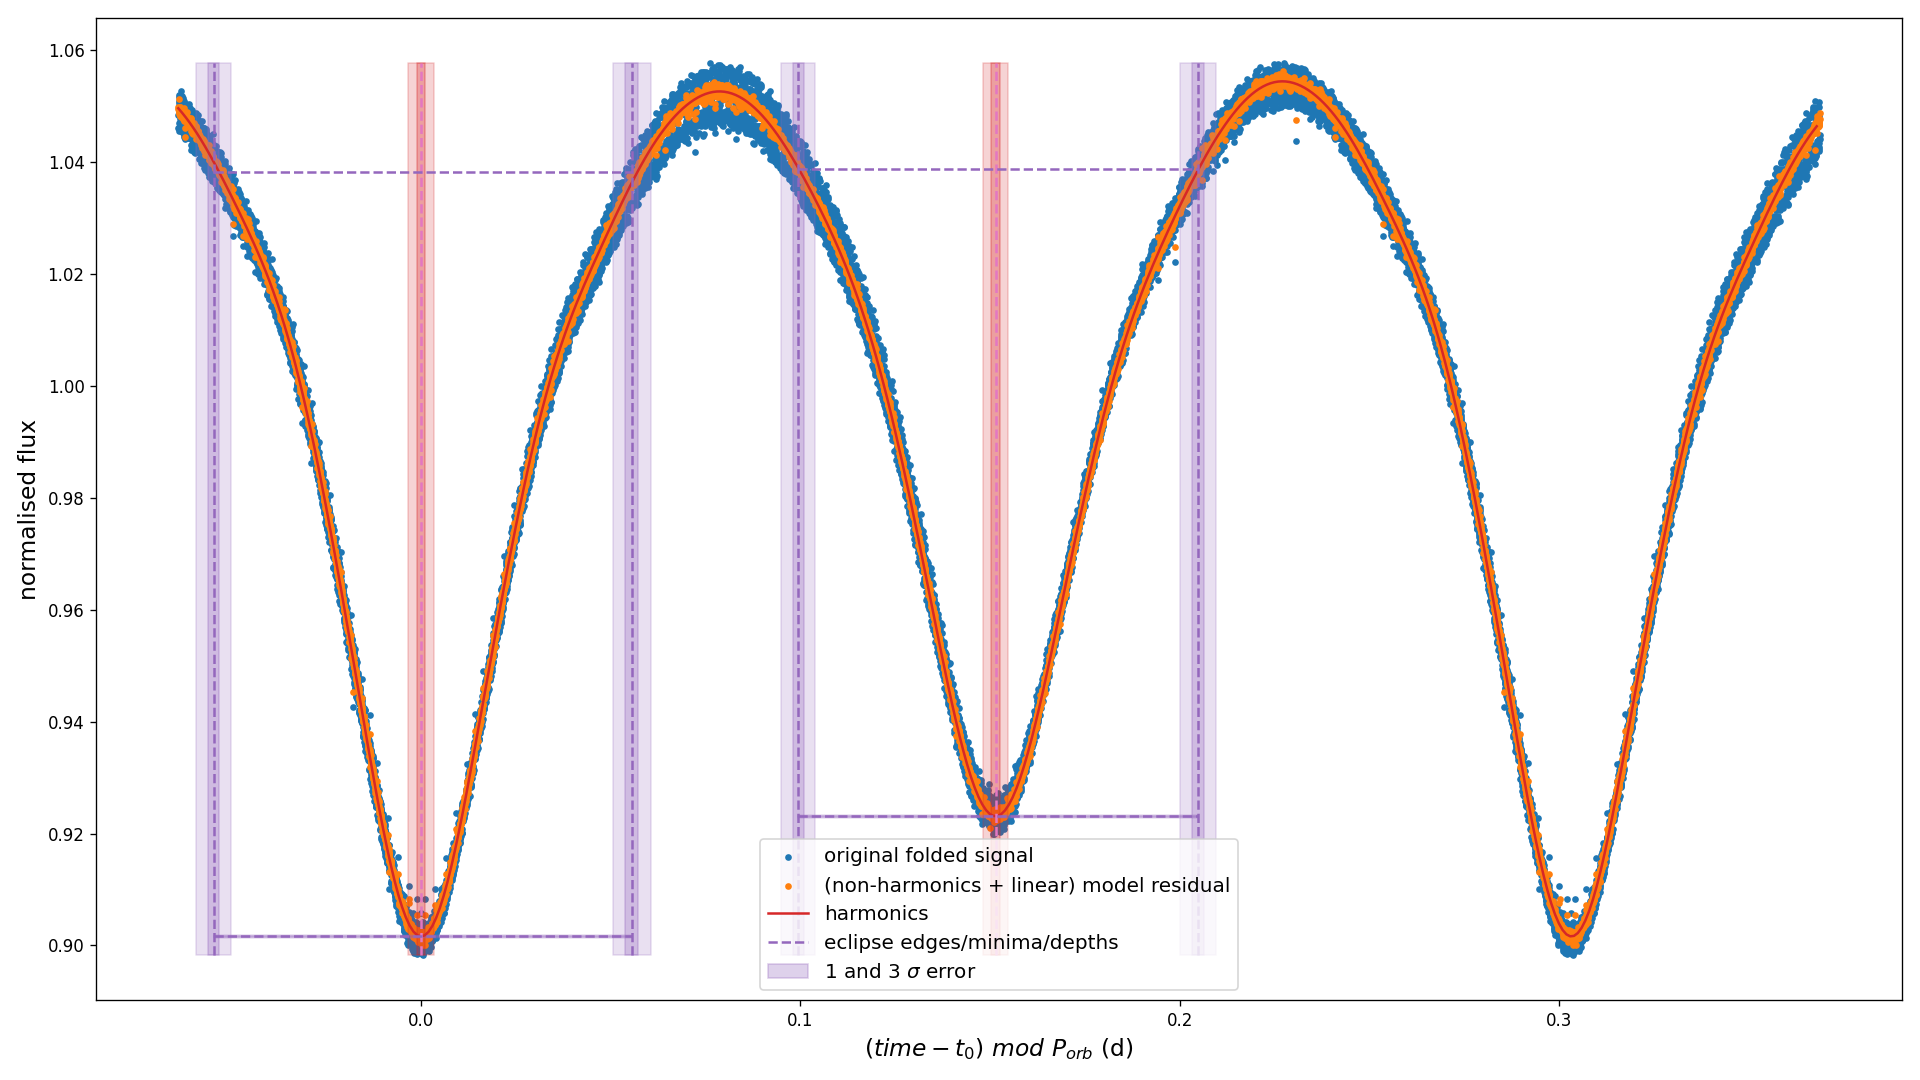 1.06
1.04
1.02
1.00
0.98
0.96
0.94
0.92
0.90
normalised flux
original folded signal
(non-harmonics + linear) model residual
harmonics
eclipse edges/minima/depths
1 and 3 σ error
0.0 0.1 0.2 0.3
(time − t₀) mod P_orb (d)